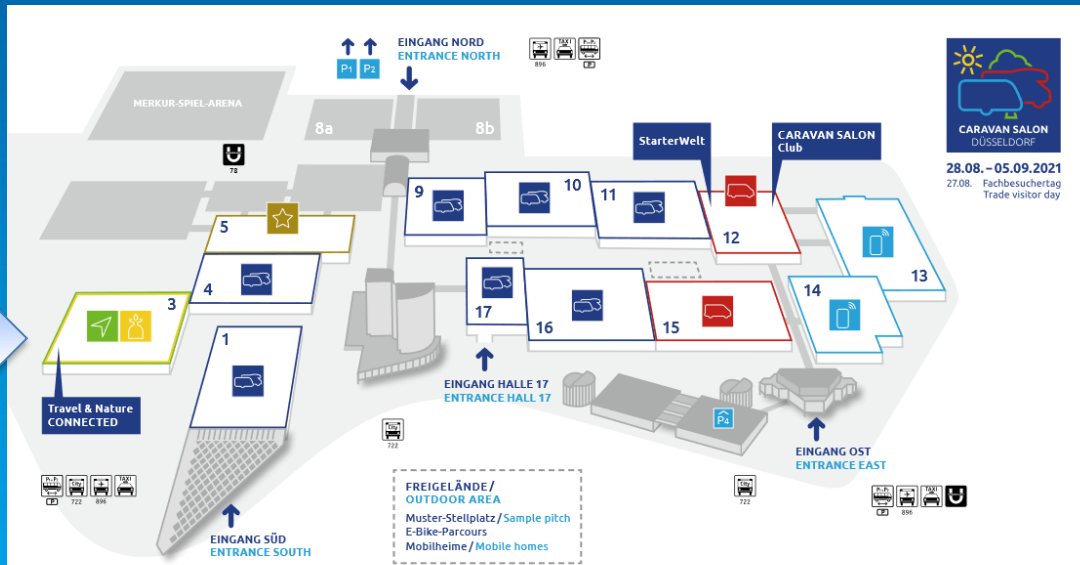 EINGANG NORD
ENTRANCE NORTH
P1
P2
TAXI
896
P
MERKUR-SPIEL-ARENA
8a
8b
CARAVAN SALON
DÜSSELDORF
28.08. – 05.09.2021
27.08. Fachbesuchertag
Trade visitor day
StarterWelt
CARAVAN SALON
Club
78
9
10
11
12
13
5
4
3
1
17
16
15
14
Travel & Nature
CONNECTED
EINGANG HALLE 17
ENTRANCE HALL 17
P4
EINGANG OST
ENTRANCE EAST
City
722
City
722
City
TAXI
P
722
896
TAXI
P
896
EINGANG SÜD
ENTRANCE SOUTH
FREIGELÄNDE /
OUTDOOR AREA
Muster-Stellplatz / Sample pitch
E-Bike-Parcours
Mobilheime / Mobile homes